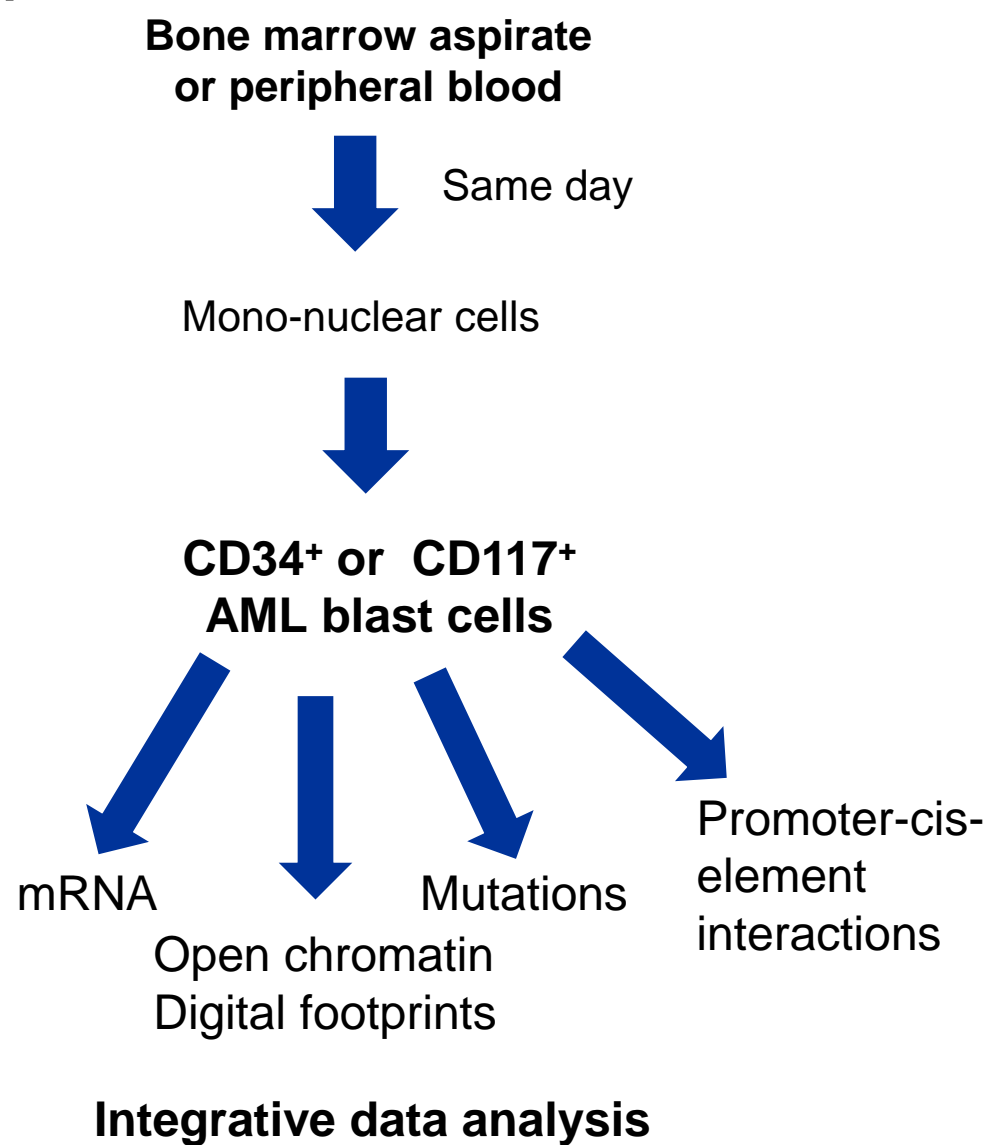 Bone marrow aspirate
or peripheral blood
Same day
Mono-nuclear cells
CD34⁺ or CD117⁺
AML blast cells
mRNA
Open chromatin
Digital footprints
Mutations
Promoter-cis-
element
interactions
Integrative data analysis